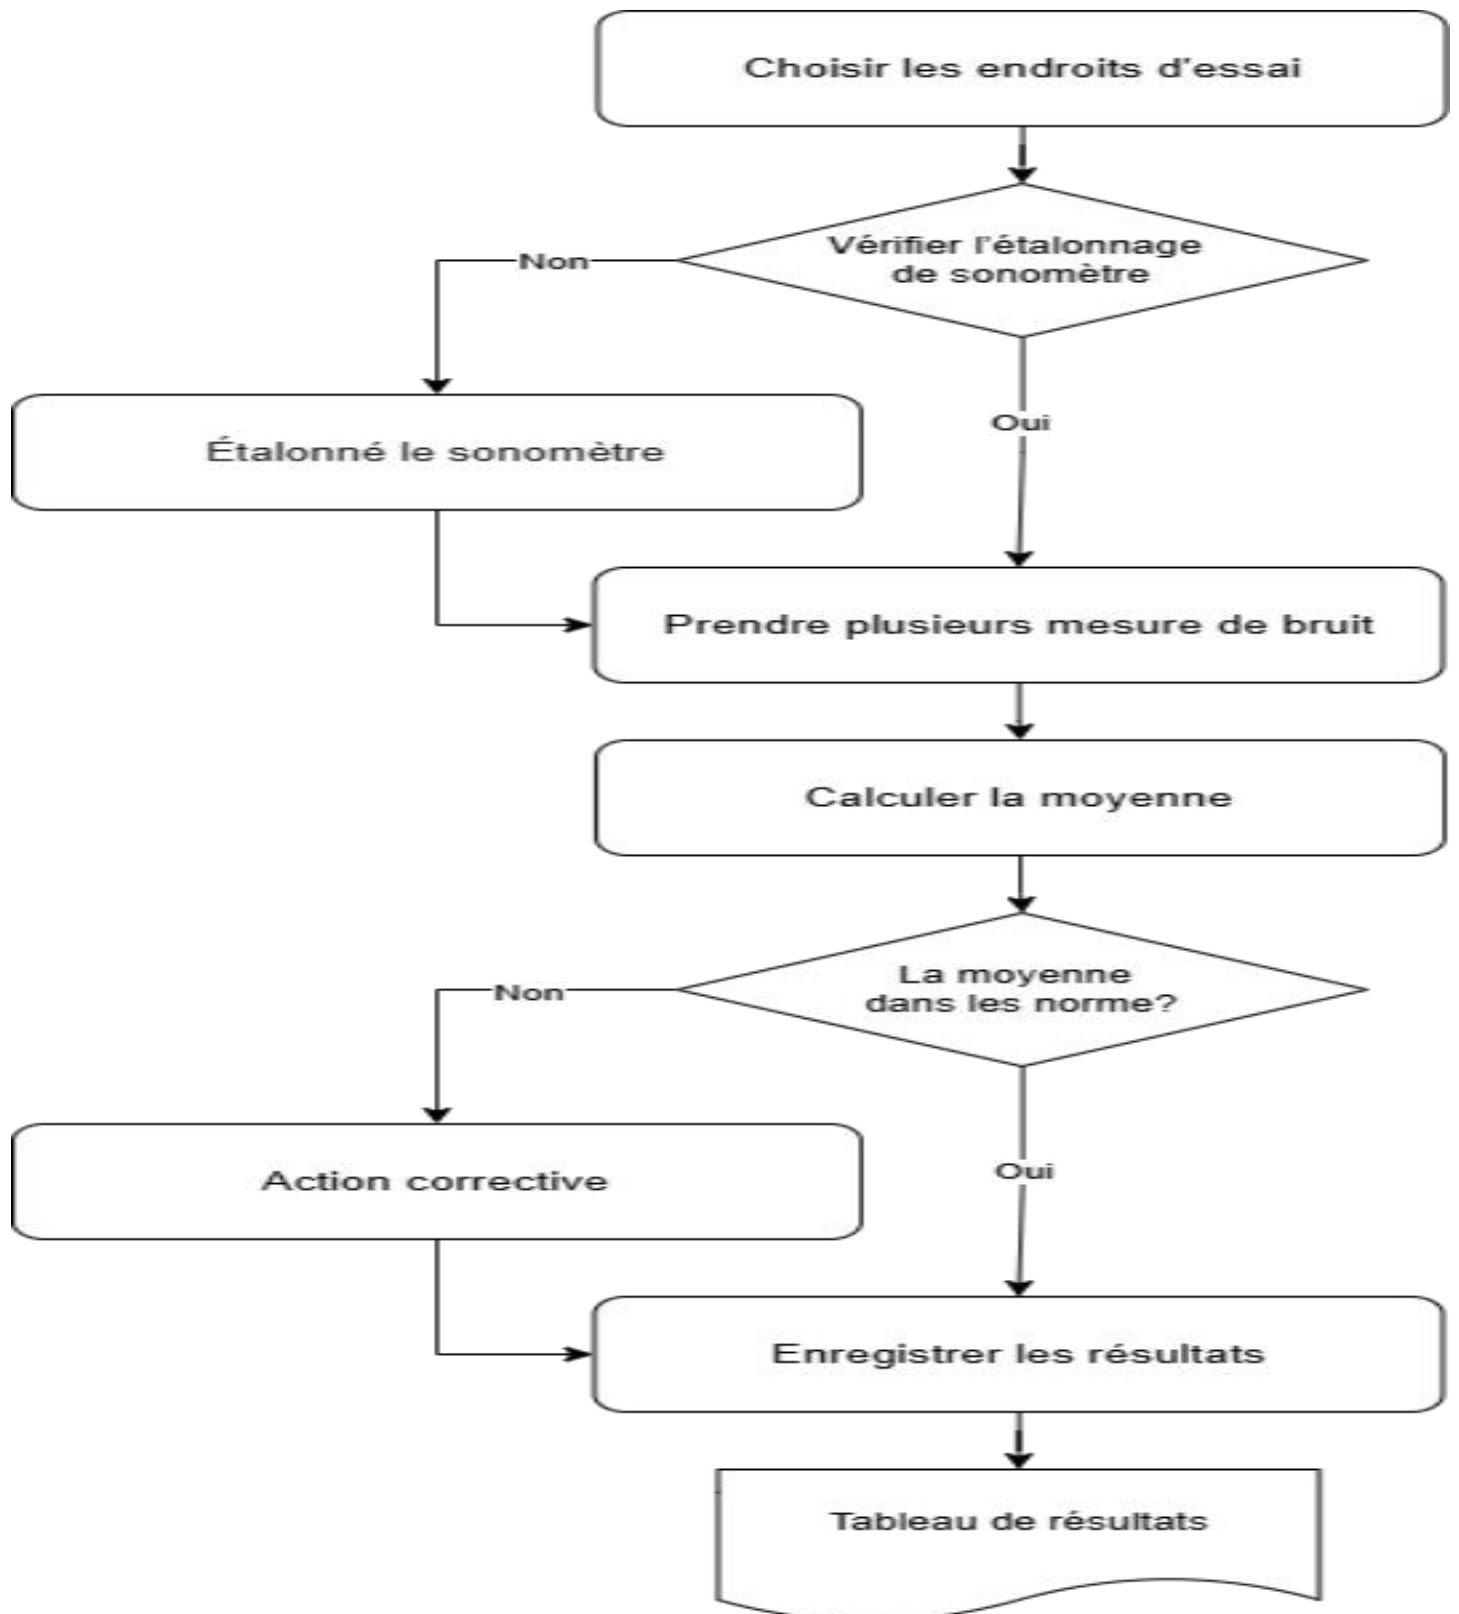 Choisir les endroits d'essai
Vérifier l'étalonnage
de sonomètre
Non
Oui
Étalonné le sonomètre
Prendre plusieurs mesure de bruit
Calculer la moyenne
La moyenne
dans les norme?
Non
Oui
Action corrective
Enregistrer les résultats
Tableau de résultats